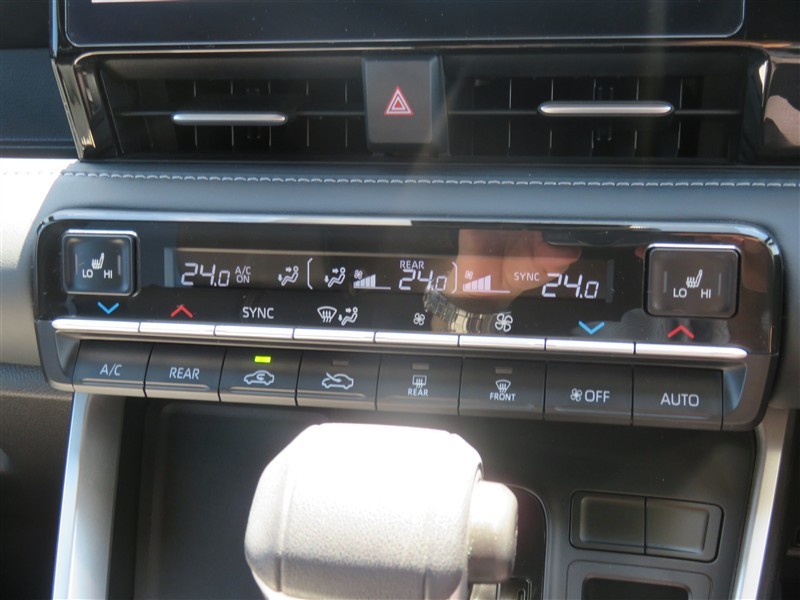 LO HI
24.0 A/C ON
REAR
24.0
SYNC 24.0
LO HI
SYNC
A/C
REAR
REAR
FRONT
OFF
AUTO